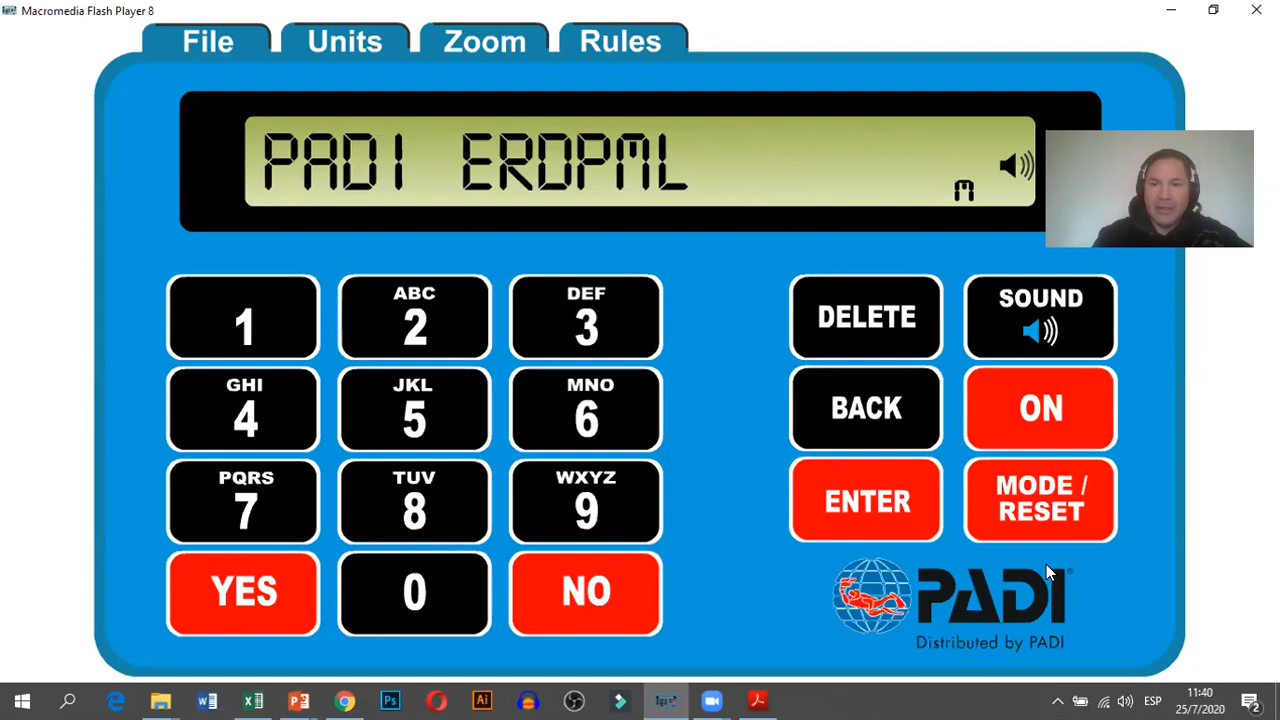 Macromedia Flash Player 8
File Units Zoom Rules
PADI ERDPML
m
1
ABC
2
DEF
3
DELETE
SOUND
GHI
4
JKL
5
MNO
6
BACK
ON
PQRS
7
TUV
8
WXYZ
9
ENTER
MODE /
RESET
YES
0
NO
PADI®
Distributed by PADI
ESP
11:40
25/7/2020
2